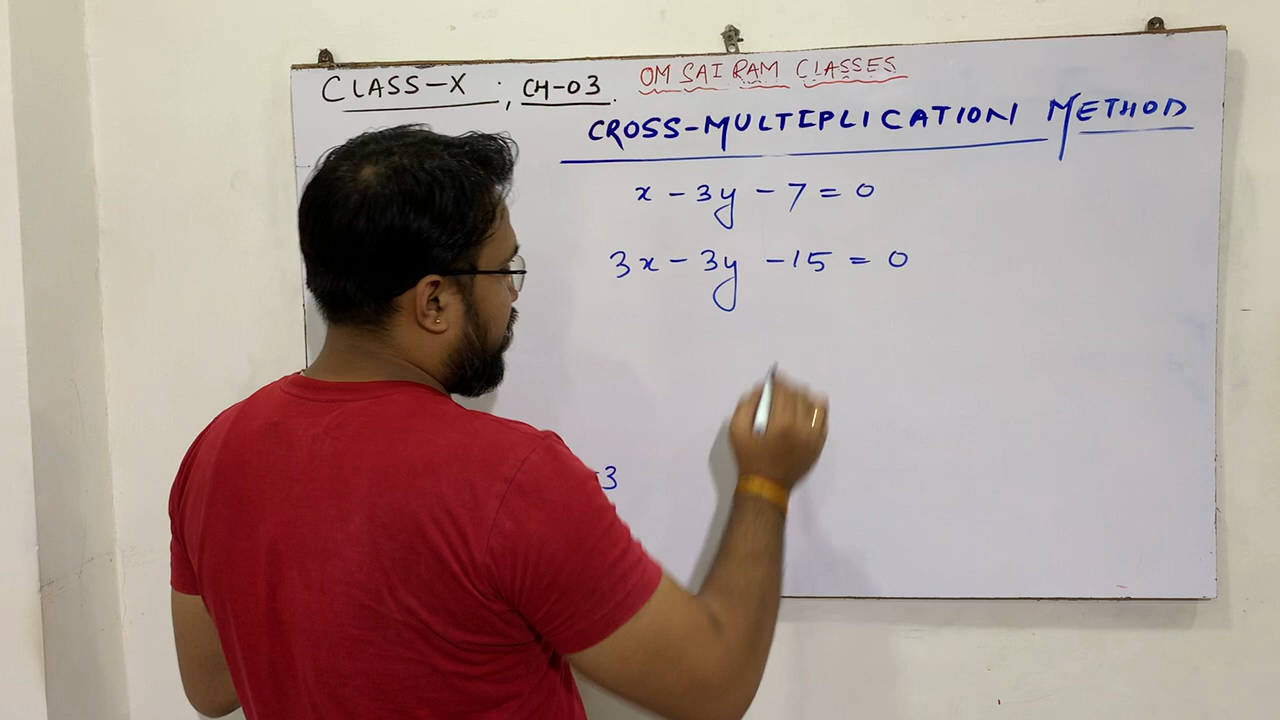 CLASS-X ; CH-03. OM SAI RAM CLASSES
CROSS-MULTIPLICATION METHOD
x - 3y - 7 = 0
3x - 3y - 15 = 0
-3